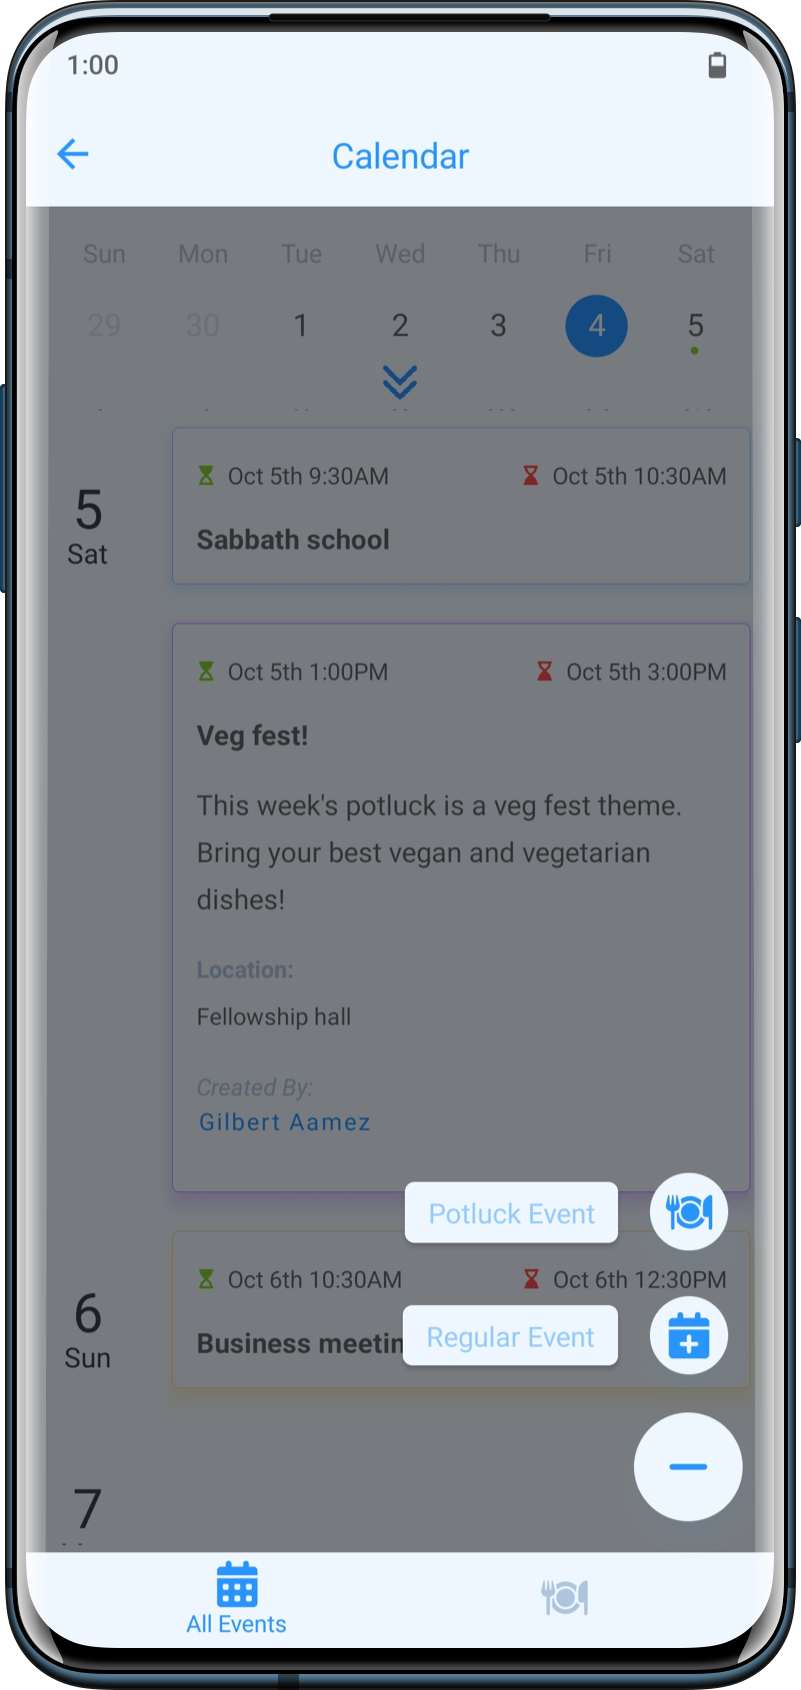 1:00
Calendar
Sun Mon Tue Wed Thu Fri Sat
29 30 1 2 3 4 5
5
Sat
Oct 5th 9:30AM Oct 5th 10:30AM
Sabbath school
Oct 5th 1:00PM Oct 5th 3:00PM
Veg fest!
This week's potluck is a veg fest theme.
Bring your best vegan and vegetarian
dishes!
Location:
Fellowship hall
Created By:
Gilbert Aamez
Potluck Event
6
Sun
Oct 6th 10:30AM Oct 6th 12:30PM
Business meetin
Regular Event
7
All Events